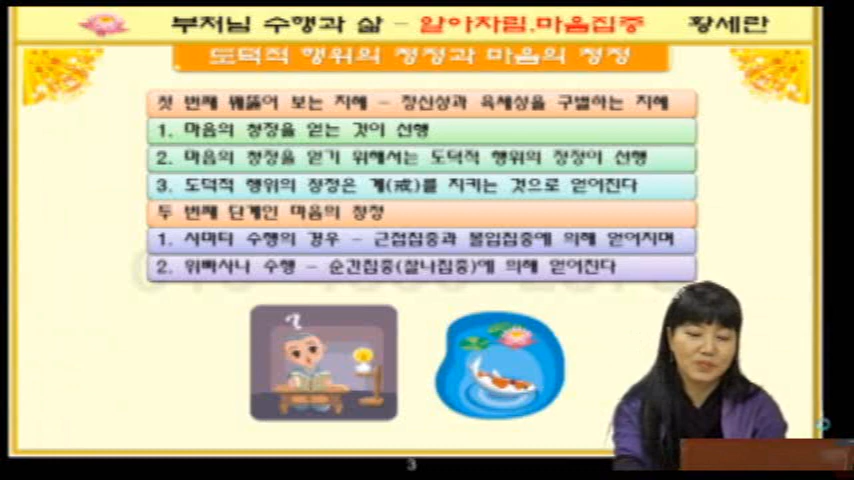 부처님 수행과 삶 - 알아차림,마음집중 황세란
도덕적 행위의 청정과 마음의 청정
첫 번째 꿰뚫어 보는 지혜 - 정신상과 육체상을 구별하는 지혜
1. 마음의 청정을 얻는 것이 선행
2. 마음의 청정을 얻기 위해서는 도덕적 행위의 청정이 선행
3. 도덕적 행위의 청정은 계(戒)를 지키는 것으로 얻어진다
두 번째 단계인 마음의 청정
1. 사마타 수행의 경우 - 근접집중과 몰입집중에 의해 얻어지며
2. 위빠사나 수행 - 순간집중(찰나집중)에 의해 얻어진다
?
3